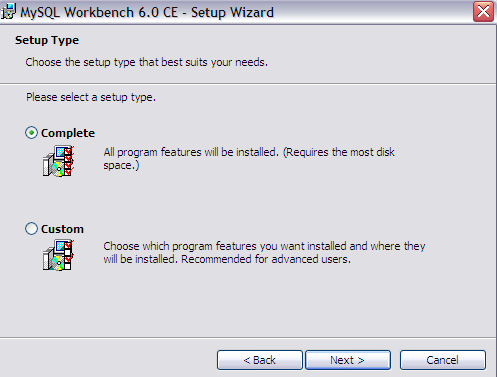 MySQL Workbench 6.0 CE - Setup Wizard
Setup Type
Choose the setup type that best suits your needs.
Please select a setup type.
Complete
All program features will be installed. (Requires the most disk
space.)
Custom
Choose which program features you want installed and where they
will be installed. Recommended for advanced users.
< Back
Next >
Cancel